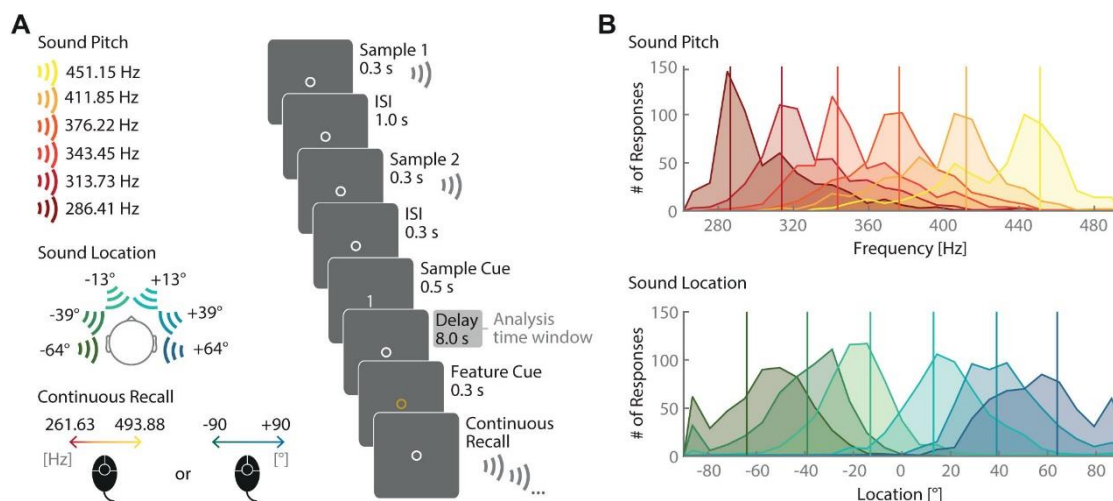 A
Sound Pitch
451.15 Hz
411.85 Hz
376.22 Hz
343.45 Hz
313.73 Hz
286.41 Hz
Sound Location
-13° +13°
-39° +39°
-64° +64°
Continuous Recall
261.63 493.88
[Hz]
or
-90 +90
[°]
Sample 1
0.3 s
ISI
1.0 s
Sample 2
0.3 s
ISI
0.3 s
Sample Cue
0.5 s
1
Delay
8.0 s
Analysis
time window
Feature Cue
0.3 s
Continuous
Recall
...
B
Sound Pitch
150
100
50
0
# of Responses
280 320 360 400 440 480
Frequency [Hz]
Sound Location
150
100
50
0
# of Responses
-80 -60 -40 -20 0 20 40 60 80
Location [°]